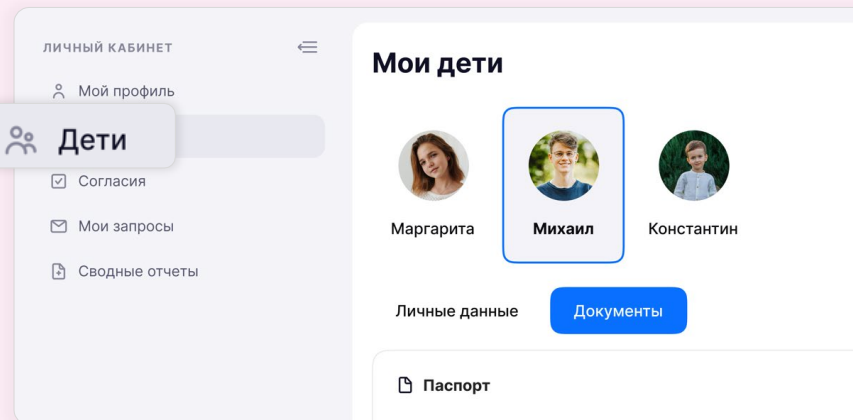 ЛИЧНЫЙ КАБИНЕТ
Мой профиль
Дети
Согласия
Мои запросы
Сводные отчеты
Мои дети
Маргарита
Михаил
Константин
Личные данные
Документы
Паспорт